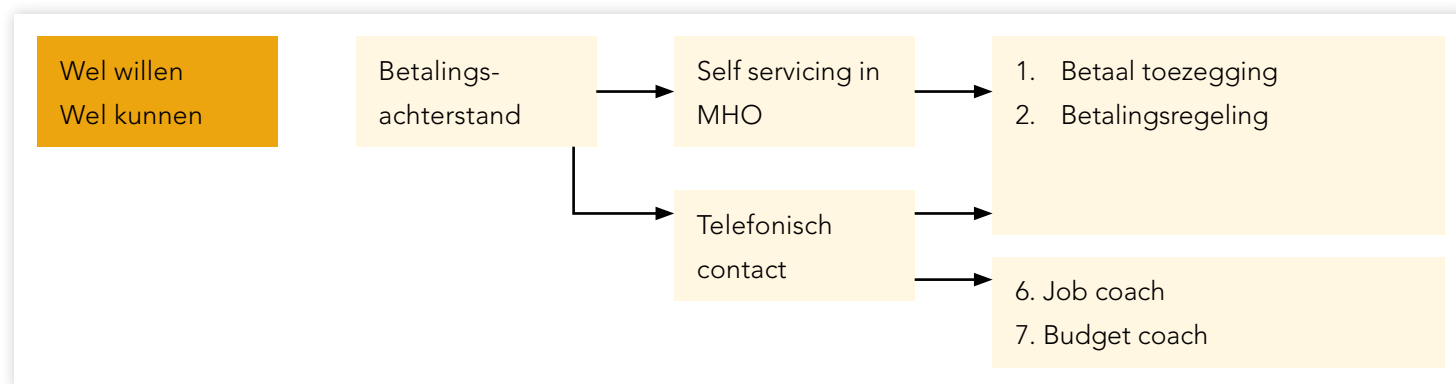 Wel willen
Wel kunnen
Betalings-
achterstand
Self servicing in
MHO
1. Betaal toezegging
2. Betalingsregeling
Telefonisch
contact
6. Job coach
7. Budget coach